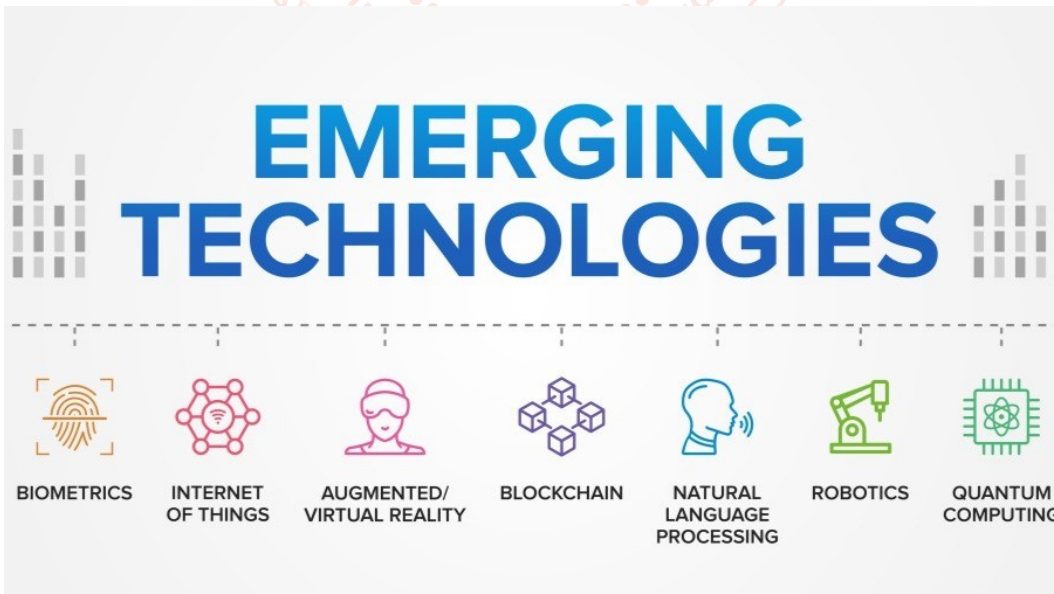 EMERGING
TECHNOLOGIES
BIOMETRICS
INTERNET
OF THINGS
AUGMENTED/
VIRTUAL REALITY
BLOCKCHAIN
NATURAL
LANGUAGE
PROCESSING
ROBOTICS
QUANTUM
COMPUTING